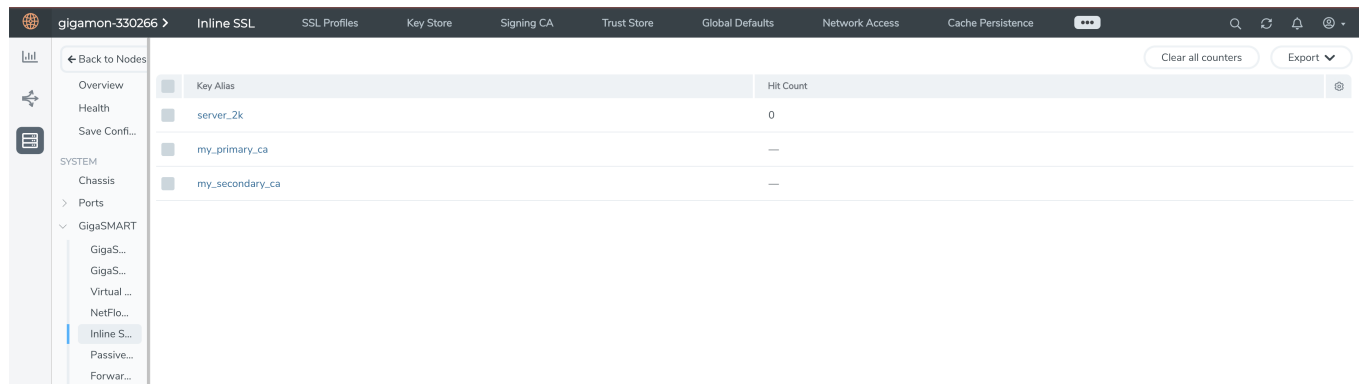 gigamon-330266 > Inline SSL SSL Profiles Key Store Signing CA Trust Store Global Defaults Network Access Cache Persistence
← Back to Nodes
Clear all counters Export
Overview
Health
Save Confi...
SYSTEM
Chassis
Ports
GigaSMART
GigaS...
GigaS...
Virtual ...
NetFlo...
Inline S...
Passive...
Forwar...
Key Alias Hit Count
server_2k 0
my_primary_ca —
my_secondary_ca —